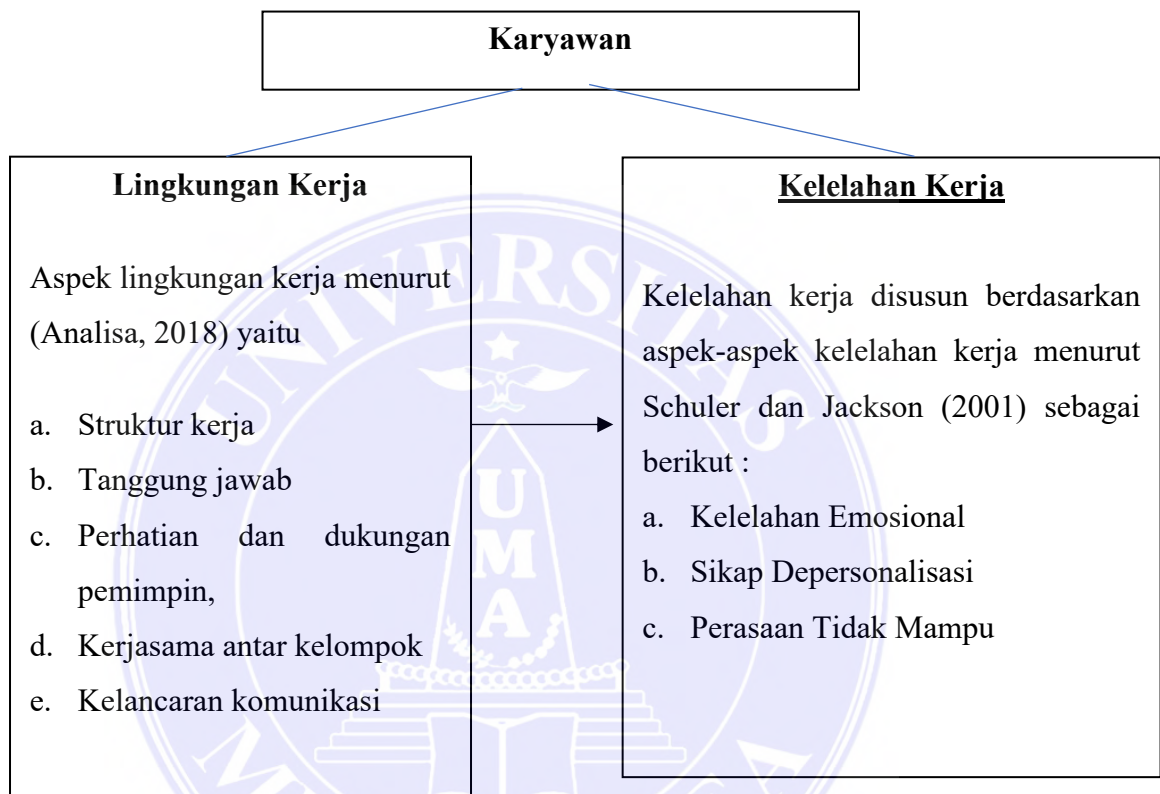 Karyawan
Lingkungan Kerja
Aspek lingkungan kerja menurut
(Analisa, 2018) yaitu
a. Struktur kerja
b. Tanggung jawab
c. Perhatian dan dukungan
pemimpin,
d. Kerjasama antar kelompok
e. Kelancaran komunikasi
Kelelahan Kerja
Kelelahan kerja disusun berdasarkan
aspek-aspek kelelahan kerja menurut
Schuler dan Jackson (2001) sebagai
berikut :
a. Kelelahan Emosional
b. Sikap Depersonalisasi
c. Perasaan Tidak Mampu
UNIVERSITAS
U
M
A